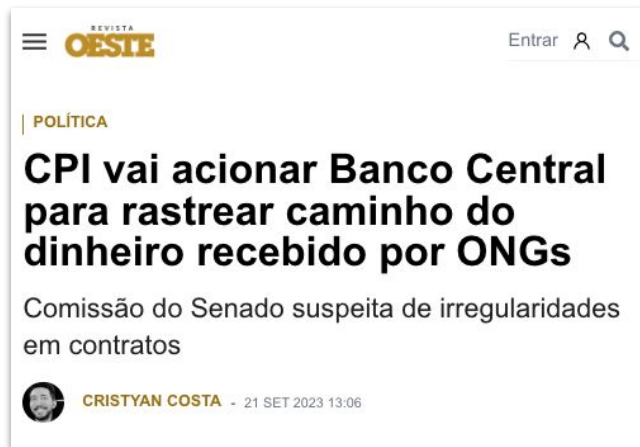 REVISTA
OESTE
Entrar
POLÍTICA
CPI vai acionar Banco Central
para rastrear caminho do
dinheiro recebido por ONGs
Comissão do Senado suspeita de irregularidades
em contratos
CRISTYAN COSTA - 21 SET 2023 13:06